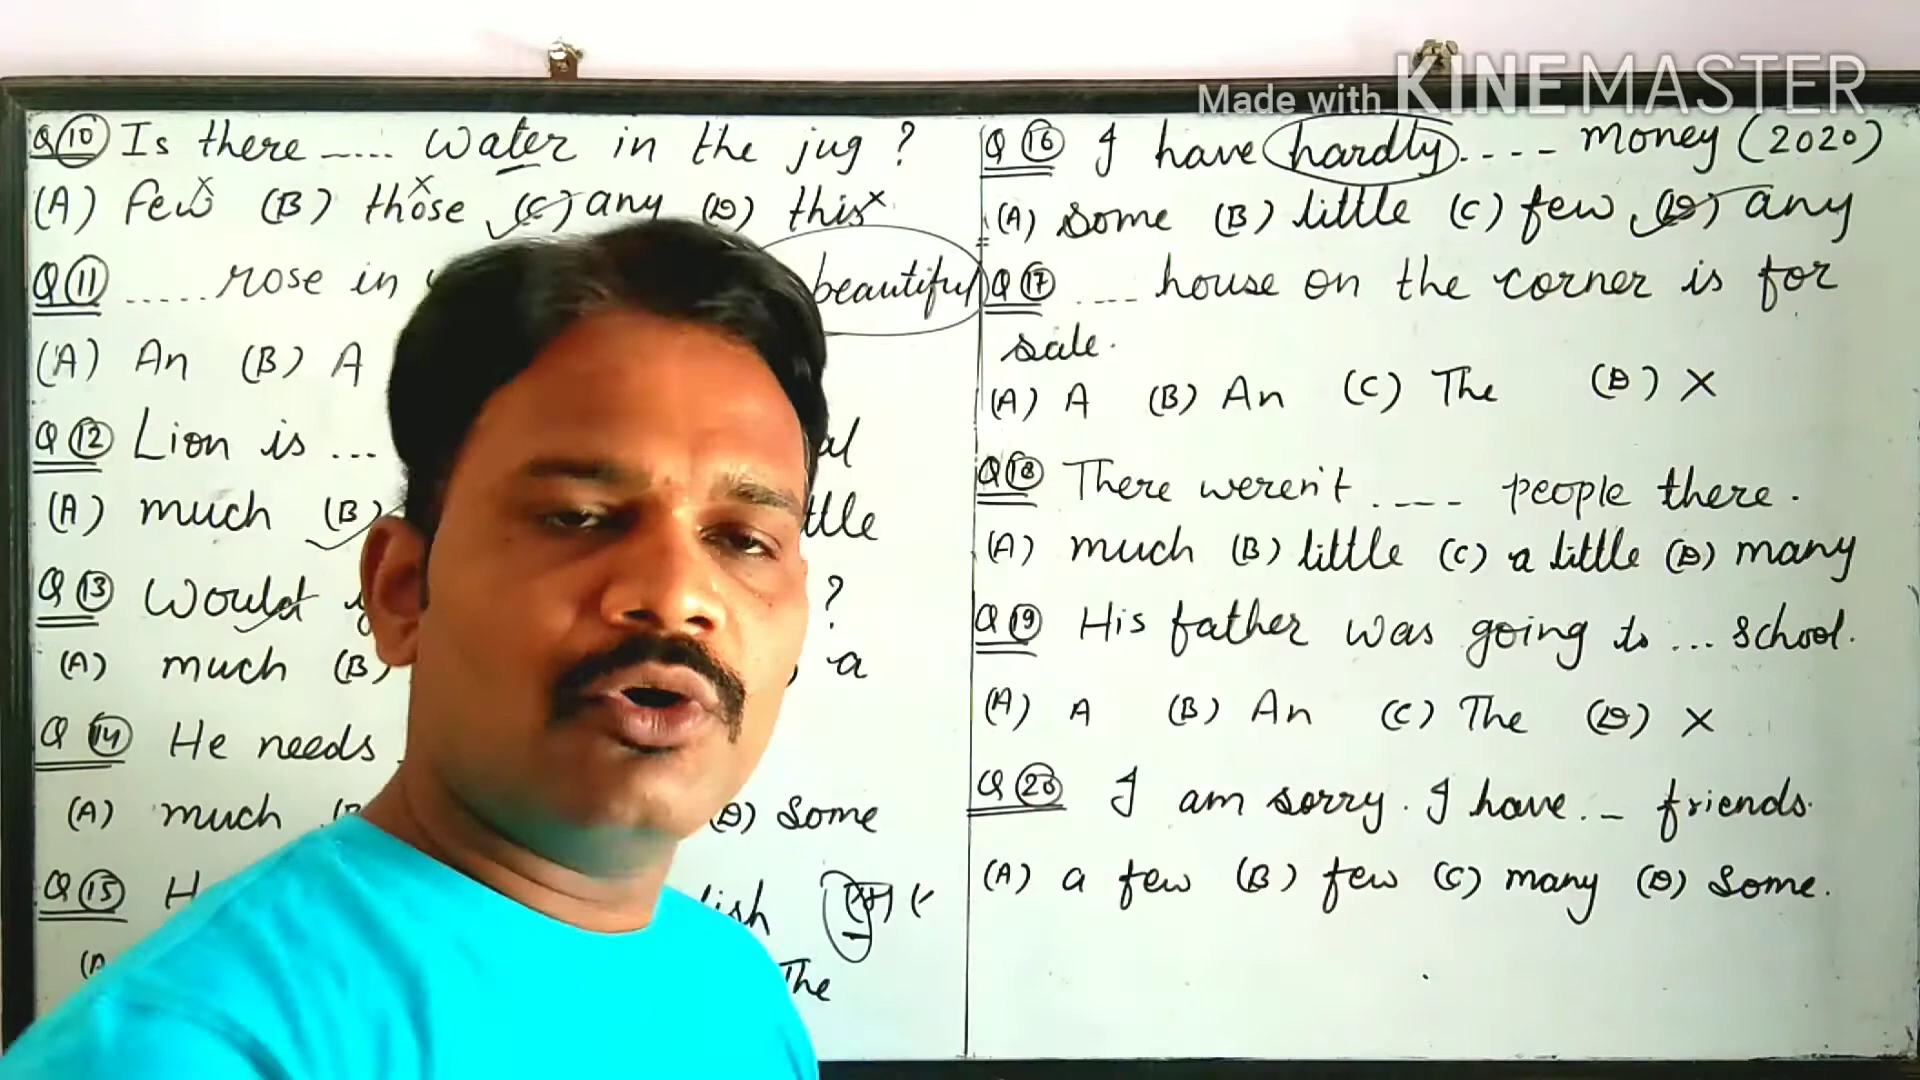 Made with KINEMASTER
Q 10 Is there ..... water in the jug ?
(A) few (B) those (C) any (D) this
Q 11 ..... rose in beautiful
(A) An (B) A
Q 12 Lion is ...
(A) much (B)
Q 13 Would ?
(A) much (B) a
Q 14 He needs
(A) much (D) some
Q 15
The
Q 16 I have hardly .... money (2020)
(A) some (B) little (C) few (D) any
Q 17 .... house on the corner is for
sale.
(A) A (B) An (C) The (D) X
Q 18 There weren't .... people there.
(A) much (B) little (C) a little (D) many
Q 19 His father was going to ... school.
(A) A (B) An (C) The (D) X
Q 20 I am sorry. I have .. friends.
(A) a few (B) few (C) many (D) some.